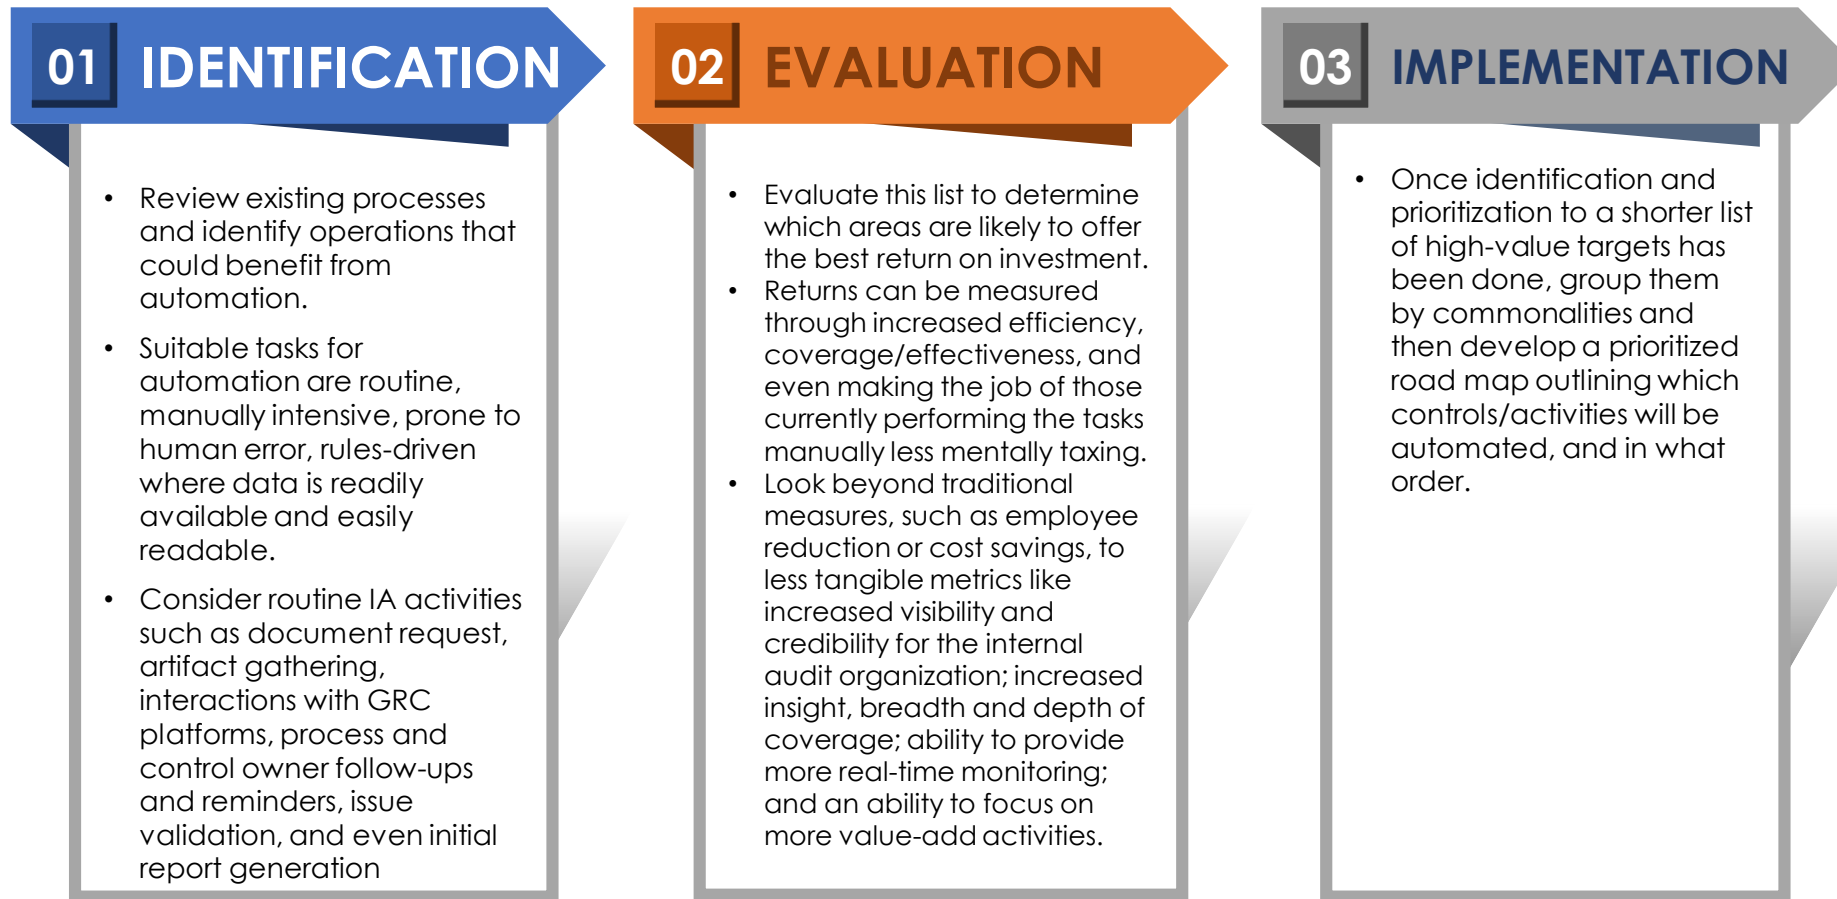 01 IDENTIFICATION
• Review existing processes
and identify operations that
could benefit from
automation.
• Suitable tasks for
automation are routine,
manually intensive, prone to
human error, rules-driven
where data is readily
available and easily
readable.
• Consider routine IA activities
such as document request,
artifact gathering,
interactions with GRC
platforms, process and
control owner follow-ups
and reminders, issue
validation, and even initial
report generation
02 EVALUATION
• Evaluate this list to determine
which areas are likely to offer
the best return on investment.
• Returns can be measured
through increased efficiency,
coverage/effectiveness, and
even making the job of those
currently performing the tasks
manually less mentally taxing.
• Look beyond traditional
measures, such as employee
reduction or cost savings, to
less tangible metrics like
increased visibility and
credibility for the internal
audit organization; increased
insight, breadth and depth of
coverage; ability to provide
more real-time monitoring;
and an ability to focus on
more value-add activities.
03 IMPLEMENTATION
• Once identification and
prioritization to a shorter list
of high-value targets has
been done, group them
by commonalities and
then develop a prioritized
road map outlining which
controls/activities will be
automated, and in what
order.